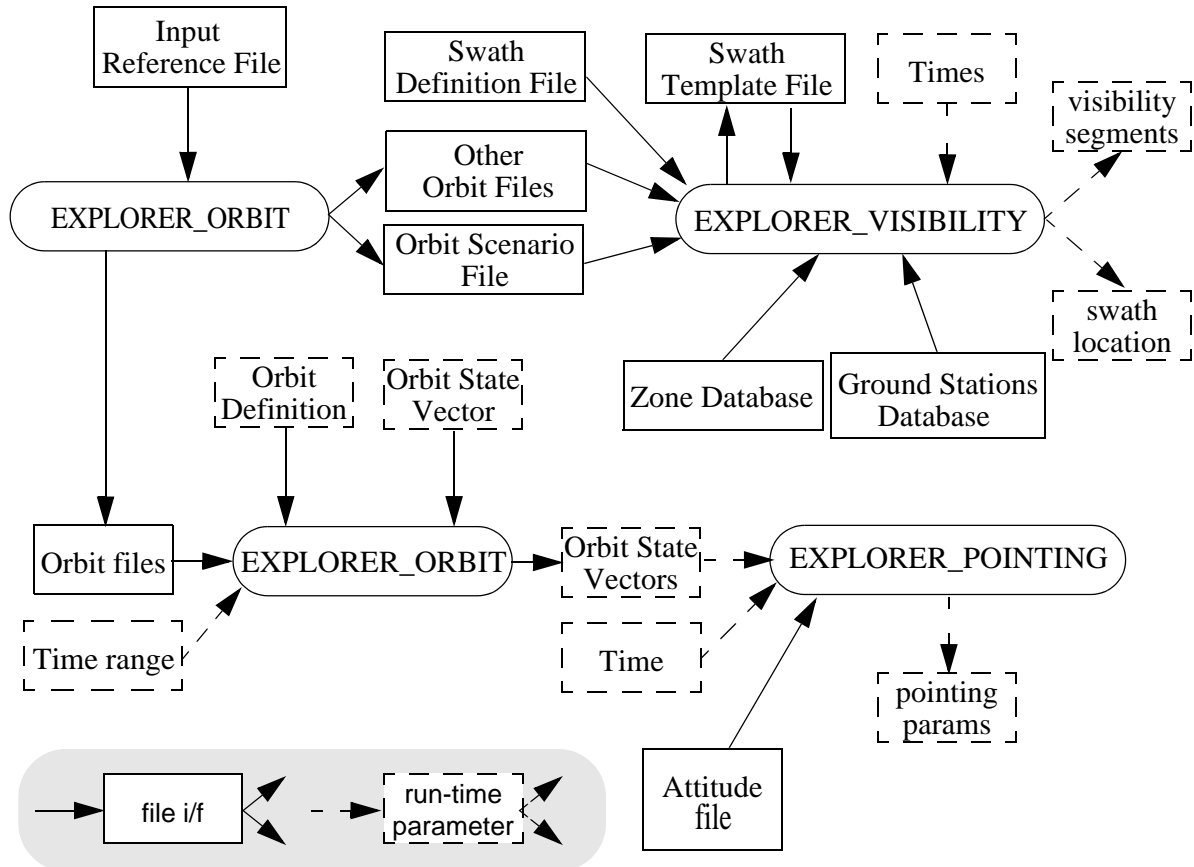 Input
Reference File
Swath
Definition File
Swath
Template File
Times
visibility
segments
Other
Orbit Files
EXPLORER_ORBIT
EXPLORER_VISIBILITY
Orbit Scenario
File
swath
location
Orbit
Definition
Orbit State
Vector
Zone Database
Ground Stations
Database
Orbit files
EXPLORER_ORBIT
Orbit State
Vectors
EXPLORER_POINTING
Time range
Time
pointing
params
Attitude
file
file i/f
run-time
parameter